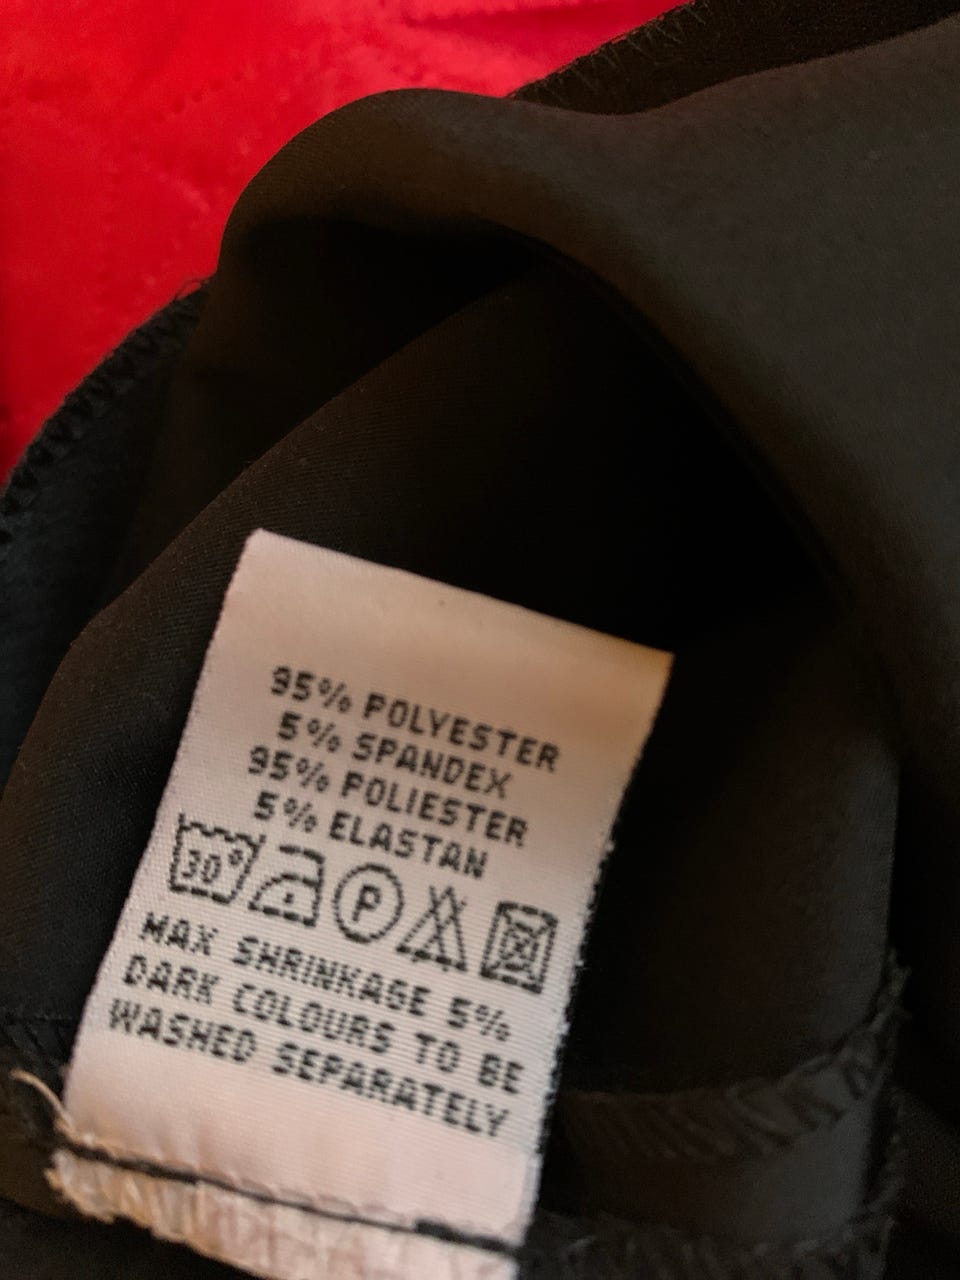 95% POLYESTER
5% SPANDEX
95% POLIESTER
5% ELASTAN
30° P
MAX SHRINKAGE 5%
DARK COLOURS TO BE
WASHED SEPARATELY